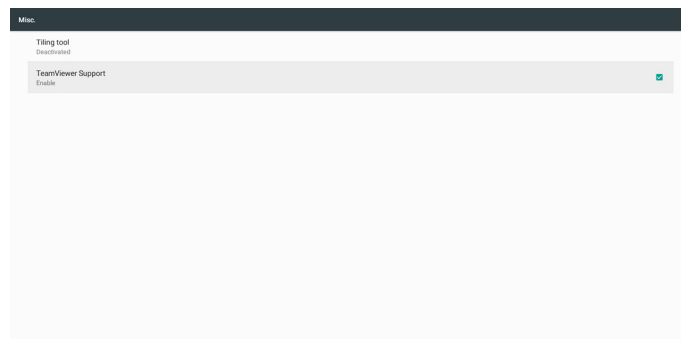 Misc.
Tiling tool
Deactivated
TeamViewer Support
Enable